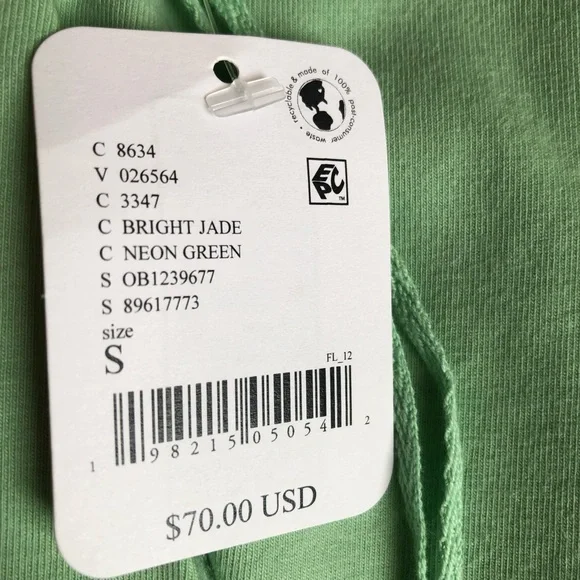 recyclable & made of 100% post-consumer waste •
EPC™
C 8634
V 026564
C 3347
C BRIGHT JADE
C NEON GREEN
S OB1239677
S 89617773
size
S
FL_12
1 98215 05054 2
$70.00 USD